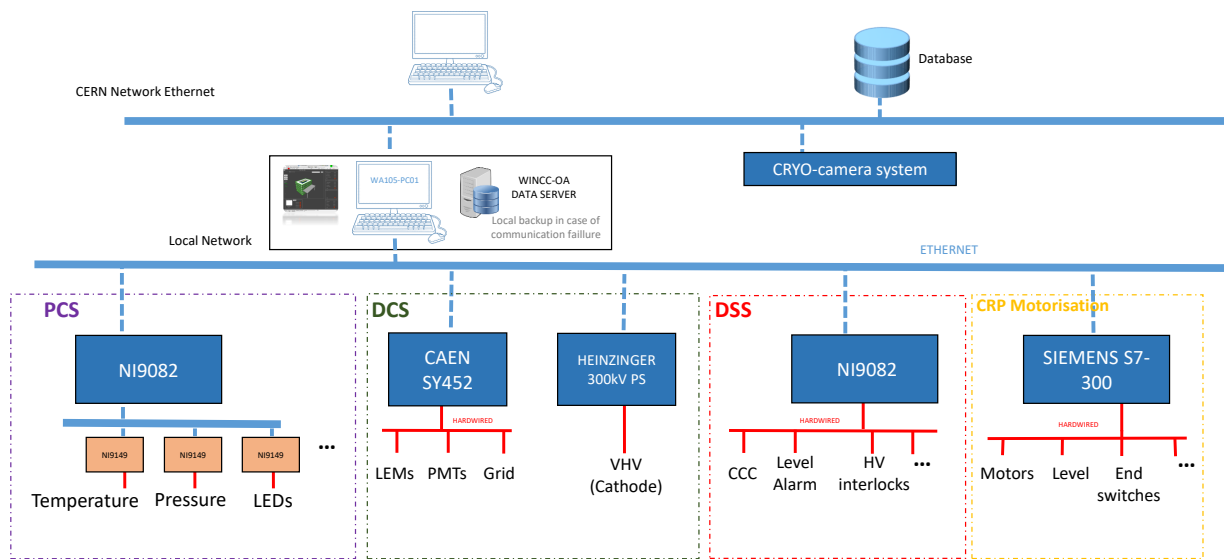 Database
CERN Network Ethernet
CRYO-camera system
WA105-PC01
WINCC-OA
DATA SERVER
Local backup in case of
communication faillure
Local Network
ETHERNET
PCS
DCS
DSS
CRP Motorisation
NI9082
CAEN
SY452
HEINZINGER
300kV PS
NI9082
SIEMENS S7-
300
HARDWIRED
HARDWIRED
HARDWIRED
NI9149
NI9149
NI9149
...
Temperature
Pressure
LEDs
LEMs
PMTs
Grid
VHV
(Cathode)
CCC
Level
Alarm
HV
interlocks
...
Motors
Level
End
switches
...